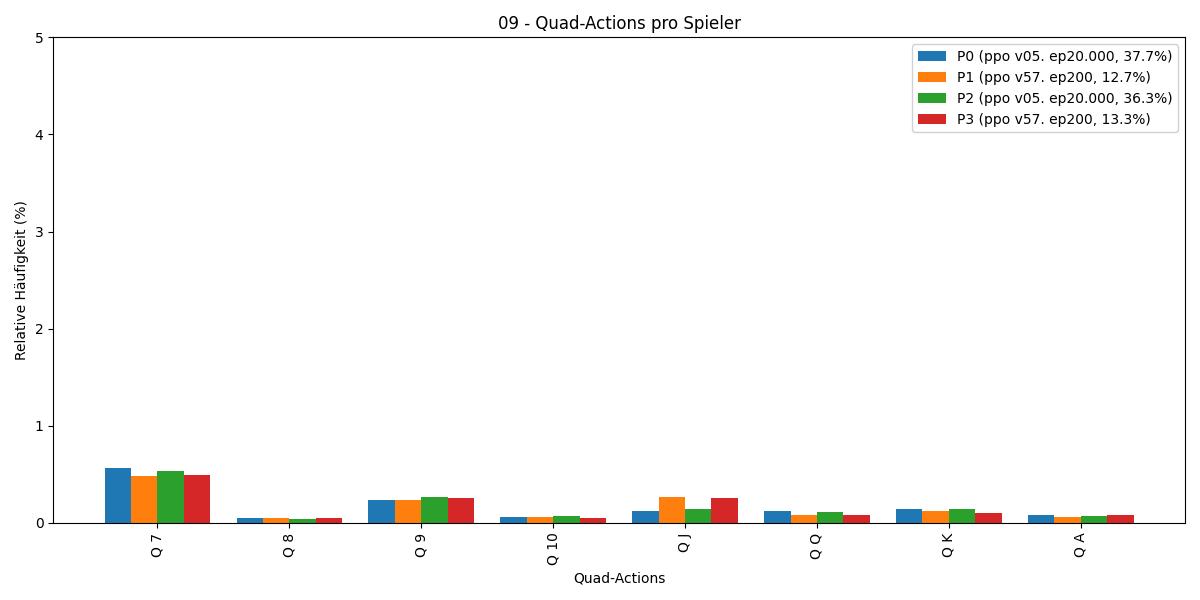 09 - Quad-Actions pro Spieler
5
4
3
2
1
0
Relative Häufigkeit (%)
P0 (ppo v05. ep20.000, 37.7%)
P1 (ppo v57. ep200, 12.7%)
P2 (ppo v05. ep20.000, 36.3%)
P3 (ppo v57. ep200, 13.3%)
Q 7
Q 8
Q 9
Q 10
Q J
Q Q
Q K
Q A
Quad-Actions